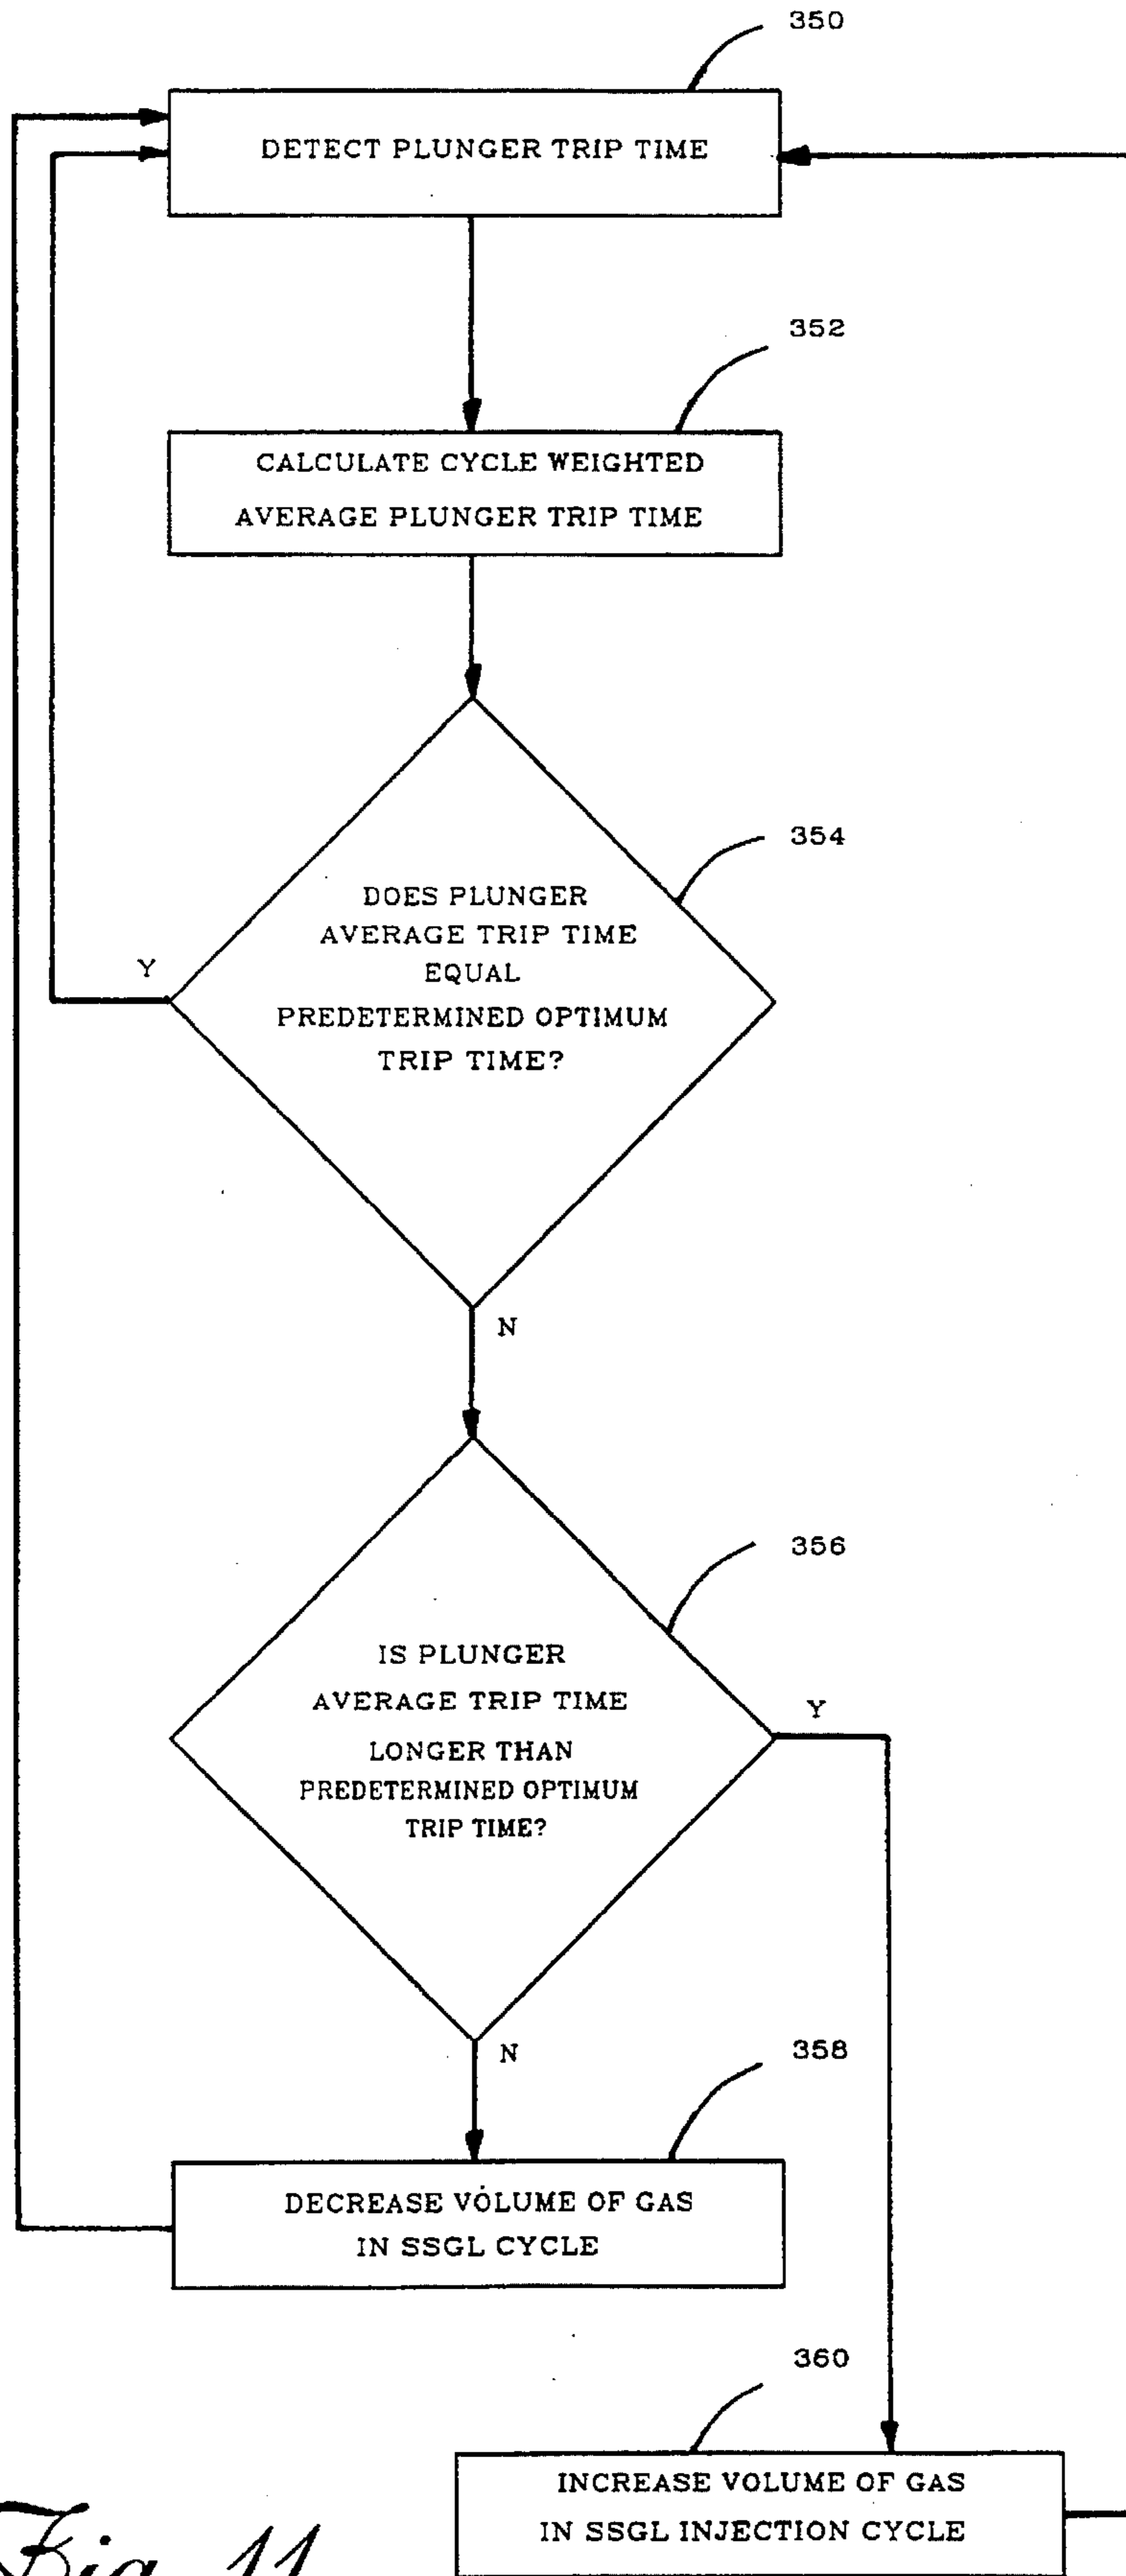 350
DETECT PLUNGER TRIP TIME
352
CALCULATE CYCLE WEIGHTED
AVERAGE PLUNGER TRIP TIME
354
DOES PLUNGER
AVERAGE TRIP TIME
EQUAL
PREDETERMINED OPTIMUM
TRIP TIME?
Y
N
356
IS PLUNGER
AVERAGE TRIP TIME
LONGER THAN
PREDETERMINED OPTIMUM
TRIP TIME?
Y
N
358
DECREASE VOLUME OF GAS
IN SSGL CYCLE
360
INCREASE VOLUME OF GAS
IN SSGL INJECTION CYCLE
Fig. 11